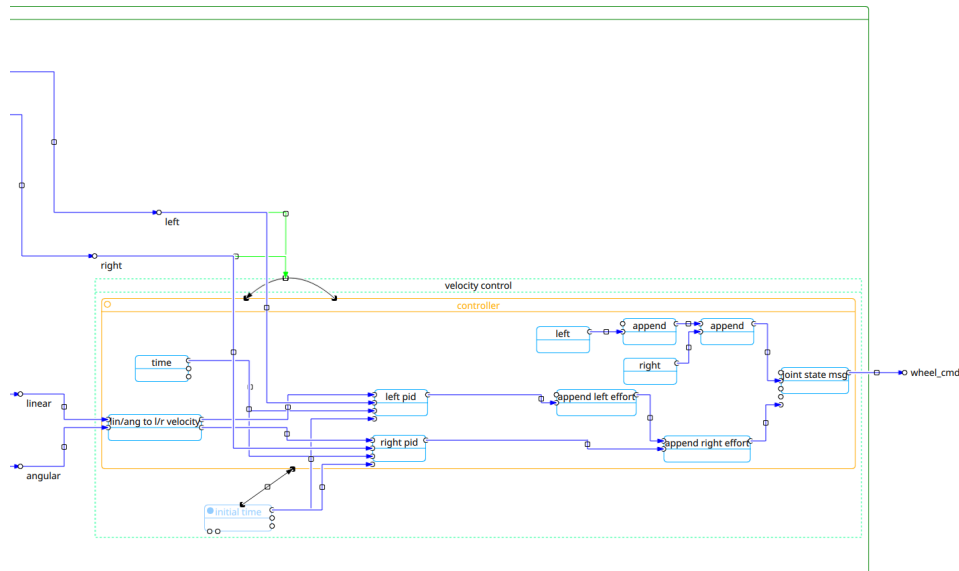 left
right
velocity control
controller
left
append
append
time
right
joint state msg
wheel_cmd
linear
left pid
append left effort
lin/ang to l/r velocity
right pid
append right effort
angular
initial time